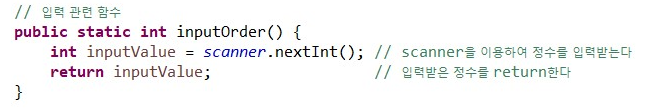 // 입력 관련 함수
public static int inputOrder() {
    int inputValue = scanner.nextInt(); // scanner을 이용하여 정수를 입력받는다
    return inputValue;                  // 입력받은 정수를 return한다
}